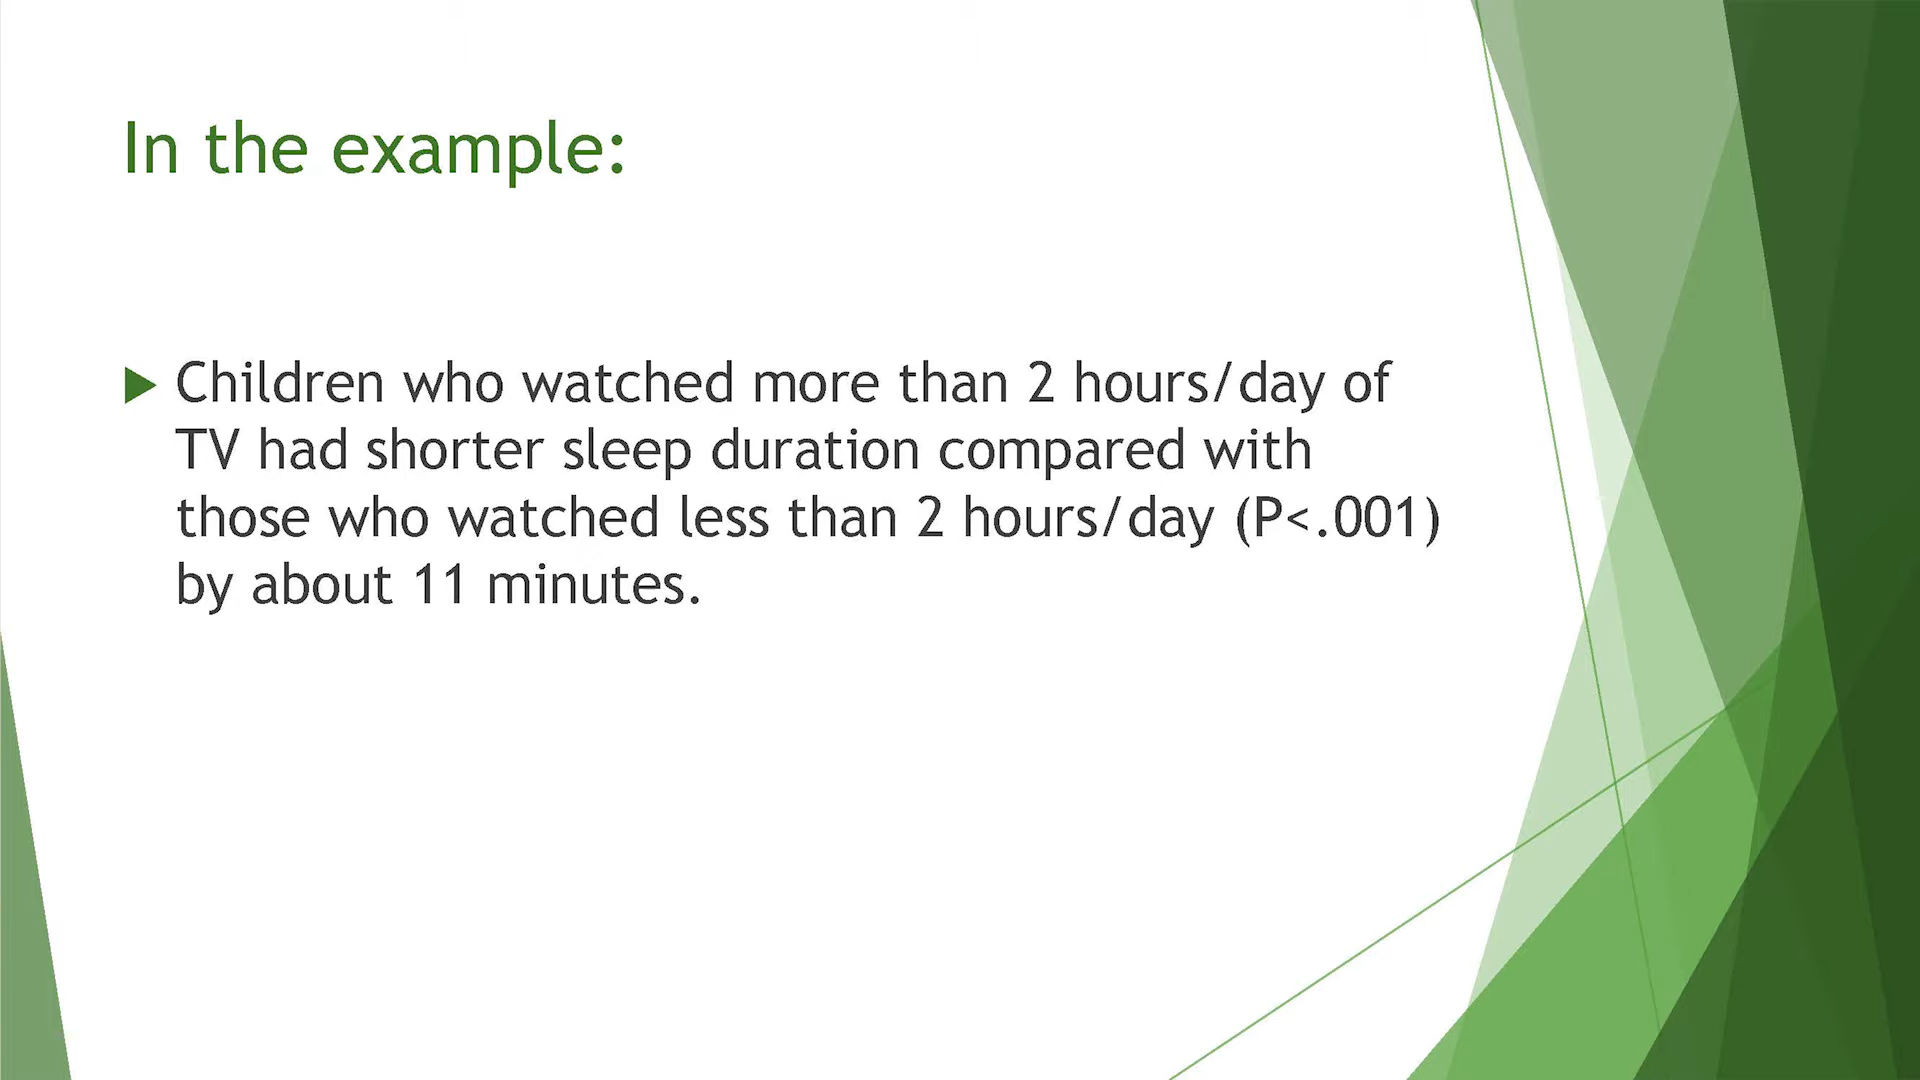 In the example:
Children who watched more than 2 hours/day of
TV had shorter sleep duration compared with
those who watched less than 2 hours/day (P<.001)
by about 11 minutes.